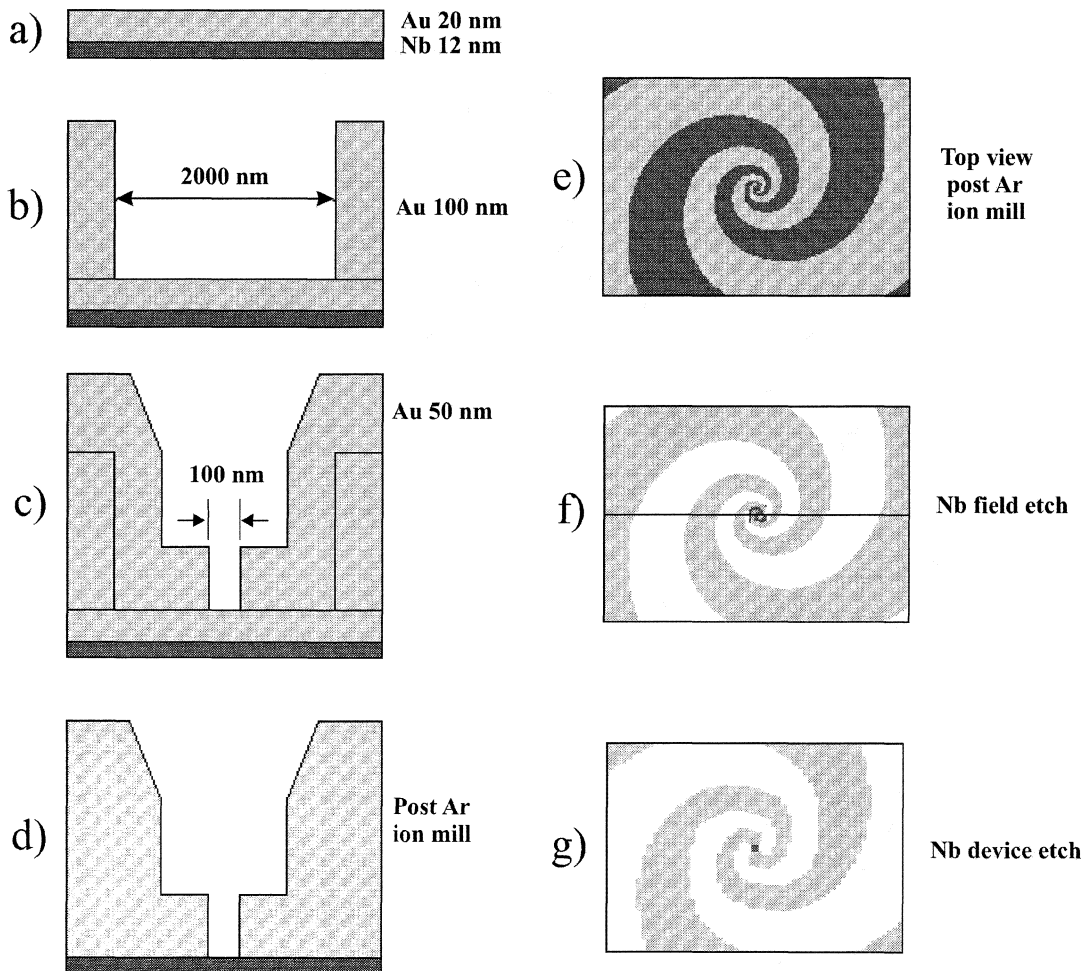 a)
Au 20 nm
Nb 12 nm
b)
2000 nm
Au 100 nm
c)
100 nm
Au 50 nm
d)
Post Ar
ion mill
e)
Top view
post Ar
ion mill
f)
Nb field etch
g)
Nb device etch